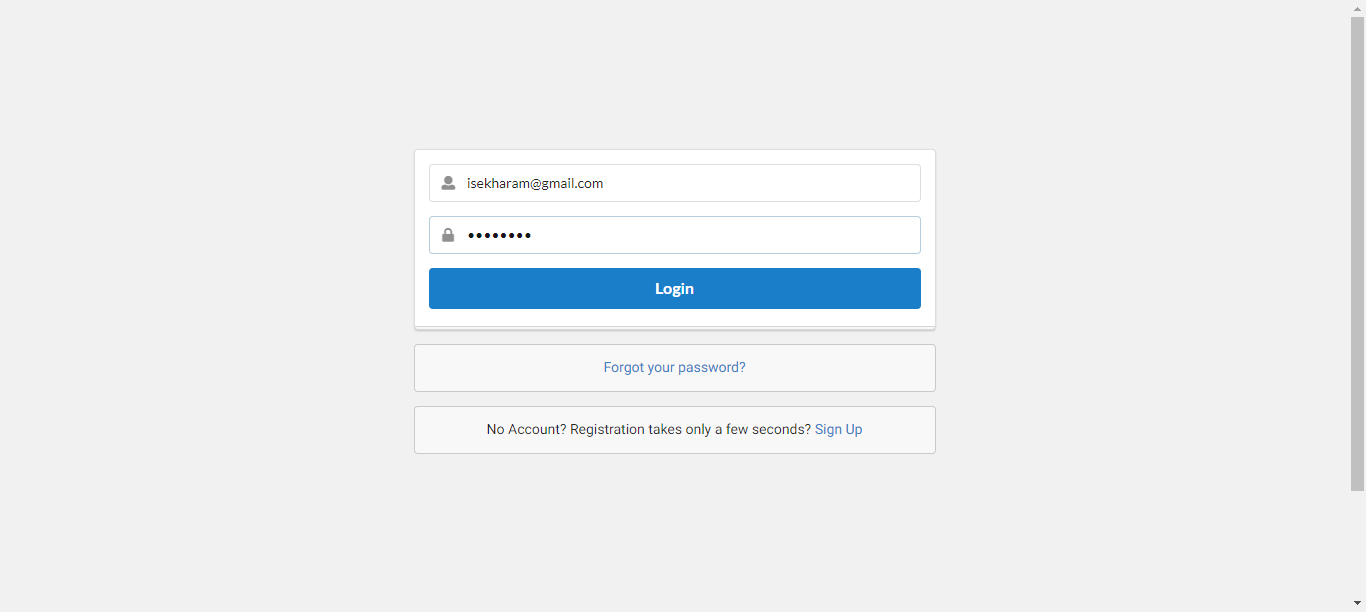 isekharam@gmail.com
••••••••
Login
Forgot your password?
No Account? Registration takes only a few seconds? Sign Up